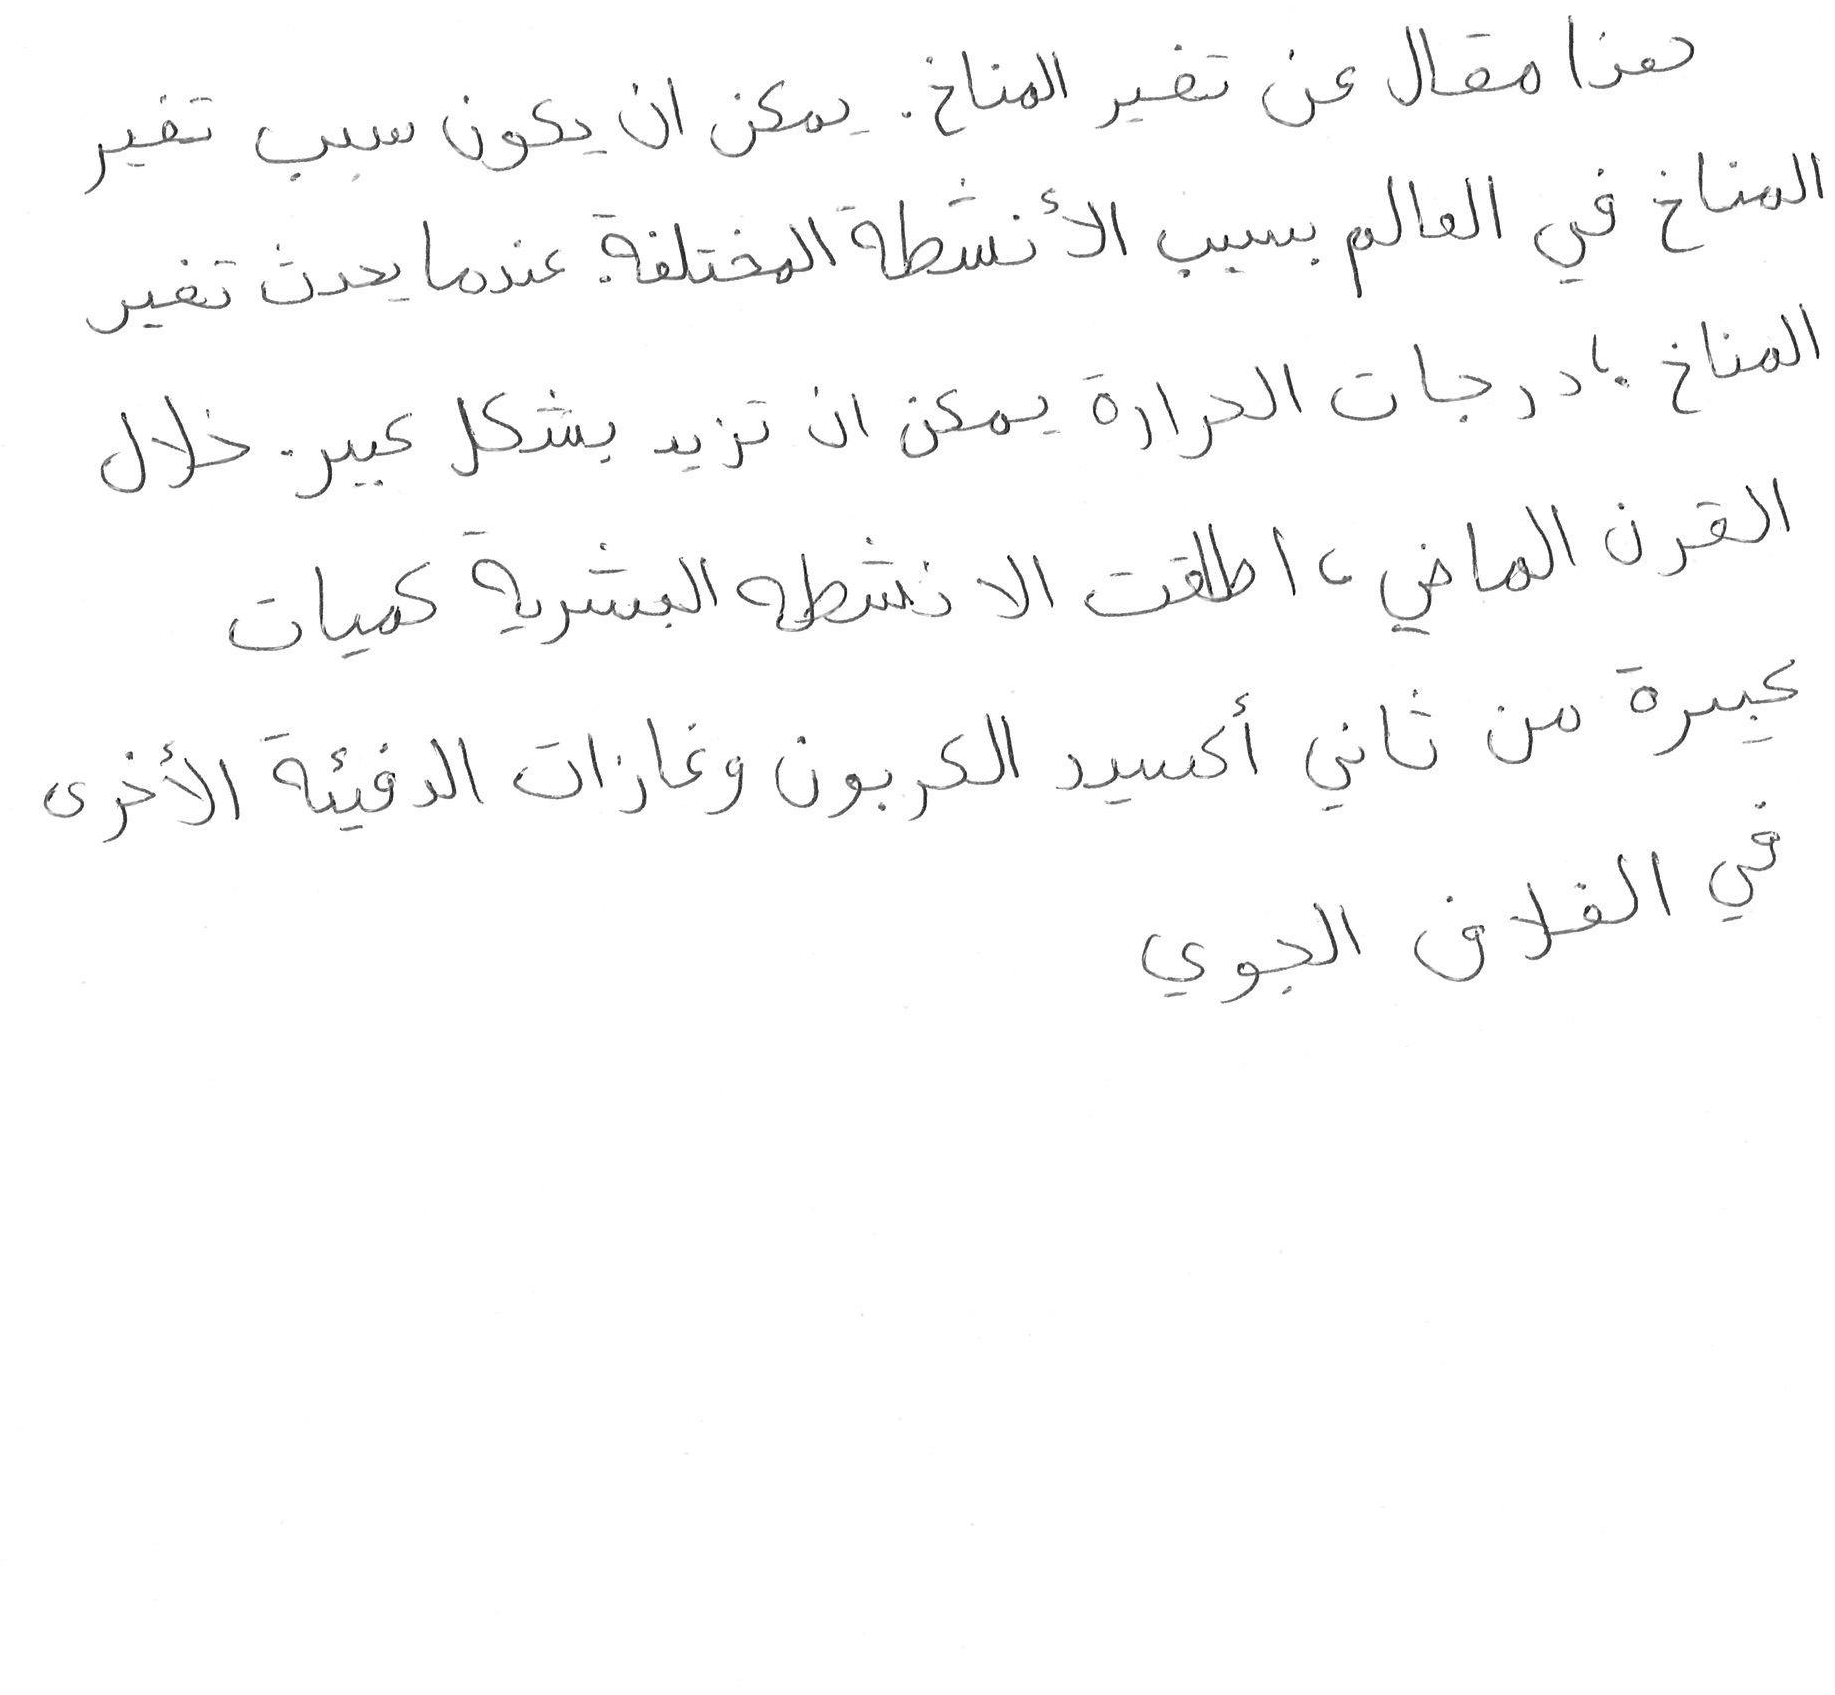 هذا مقال عن تغير المناخ. يمكن ان يكون سبب تغير
المناخ في العالم بسبب الأنشطة المختلفة. عندما يحدث تغير
المناخ ؛ درجات الحرارة يمكن ان تزيد بشكل كبير. خلال
القرن الماضي، اطلقت الانشطه البشرية كميات
كبيرة من ثاني أكسيد الكربون وغازات الدفيئة الأخرى
في الغلاف الجوي